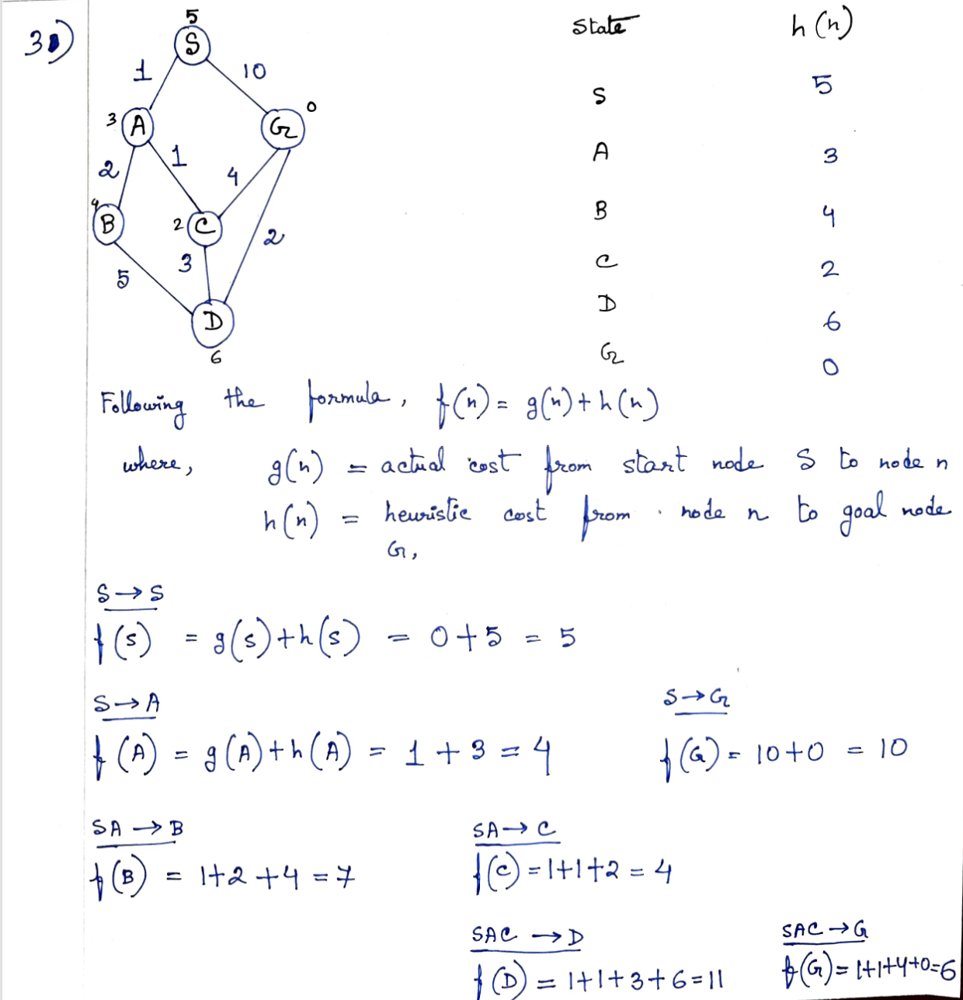 3)
5
S
1
10
3
A
G
0
2
1
4
4
B
2
C
2
5
3
D
6
State h(n)
S 5
A 3
B 4
C 2
D 6
G 0
Following the formula, f(n) = g(n) + h(n)
where, g(n) = actual cost from start node S to node n
h(n) = heuristic cost from node n to goal node
G,
S → S
f(s) = g(s) + h(s) = 0 + 5 = 5
S → A S → G
f(A) = g(A) + h(A) = 1 + 3 = 4 f(G) = 10 + 0 = 10
SA → B SA → C
f(B) = 1+2+4 = 7 f(C) = 1+1+2 = 4
SAC → D SAC → G
f(D) = 1+1+3+6 = 11 f(G) = 1+1+4+0=6